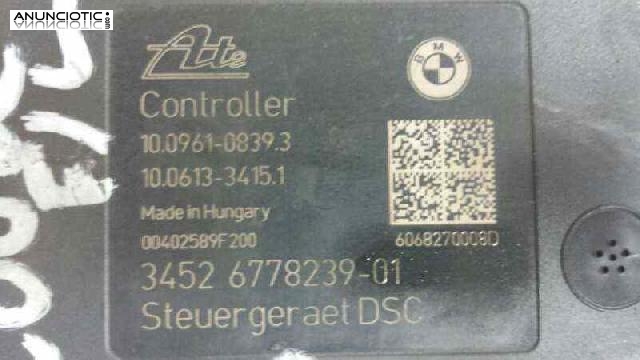 ANUNCIOTIC.com
Ate
BMW
Controller
10.0961-0839.3
10.0613-3415.1
Made in Hungary
00402589F200
6068270008D
3452 6778239-01
Steuergeraet DSC